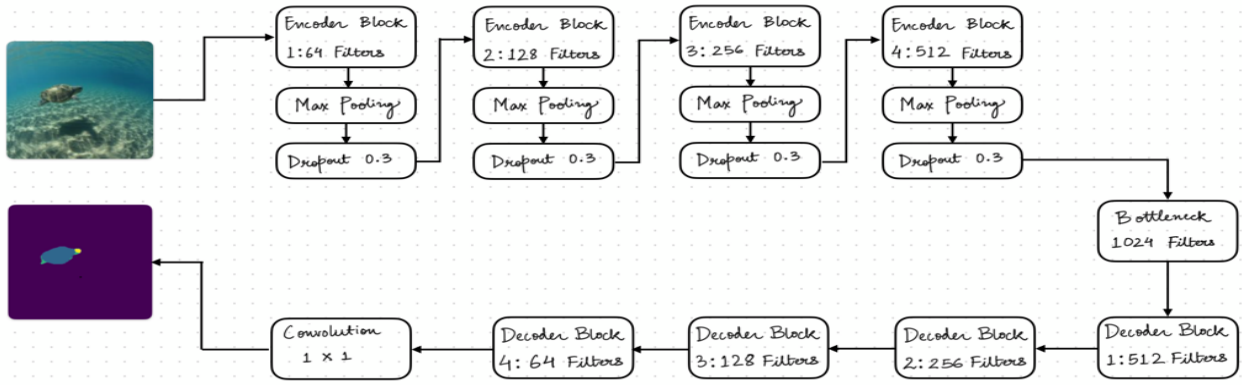 Encoder Block
1:64 Filters
Max Pooling
Dropout 0.3
Encoder Block
2:128 Filters
Max Pooling
Dropout 0.3
Encoder Block
3:256 Filters
Max Pooling
Dropout 0.3
Encoder Block
4:512 Filters
Max Pooling
Dropout 0.3
Bottleneck
1024 Filters
Decoder Block
1:512 Filters
Decoder Block
2:256 Filters
Decoder Block
3:128 Filters
Decoder Block
4: 64 Filters
Convolution
1 x 1